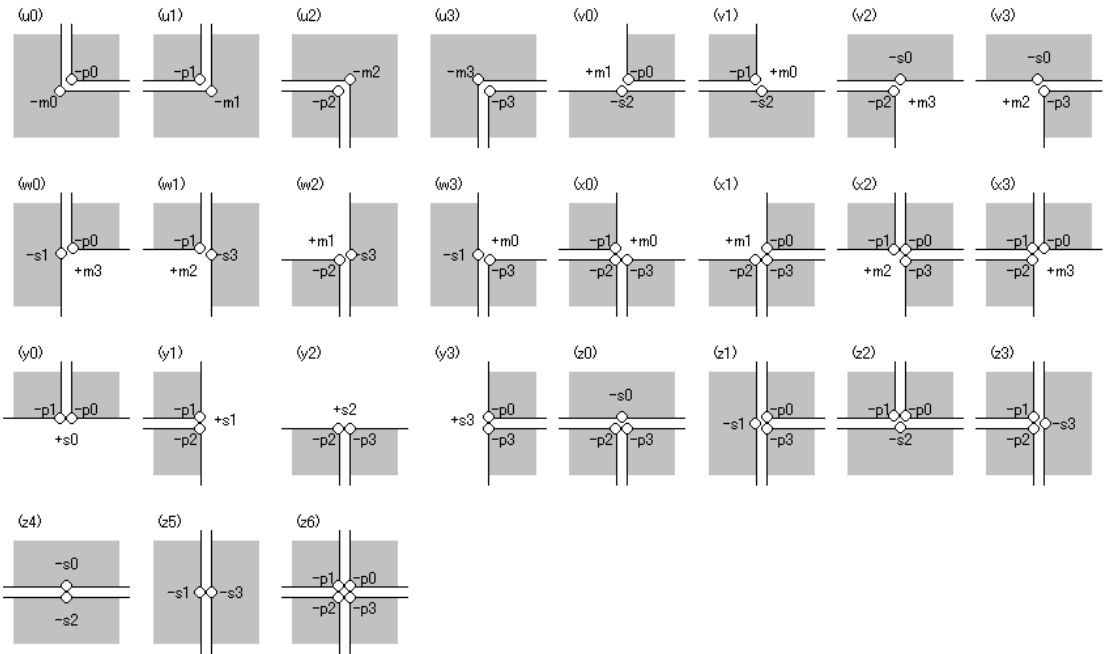 (u0) (u1) (u2) (u3) (v0) (v1) (v2) (v3)
-p0 -m0
-p1 -m1
-m2 -p2
-m3 -p3
+m1 -p0 -s2
-p1 +m0 -s2
-s0 -p2 +m3
-s0 +m2 -p3
(w0) (w1) (w2) (w3) (x0) (x1) (x2) (x3)
-s1 -p0 +m3
-p1 +m2 -s3
+m1 -p2 -s3
-s1 +m0 -p3
-p1 +m0 -p2 -p3
+m1 -p0 -p2 -p3
-p1 -p0 +m2 -p3
-p1 -p0 -p2 +m3
(y0) (y1) (y2) (y3) (z0) (z1) (z2) (z3)
-p1 -p0 +s0
-p1 +s1 -p2
+s2 -p2 -p3
-p0 +s3 -p3
-s0 -p2 -p3
-p0 -s1 -p3
-p1 -p0 -s2
-p1 -p2 -s3
(z4) (z5) (z6)
-s0 -s2
-s1 -s3
-p1 -p0 -p2 -p3